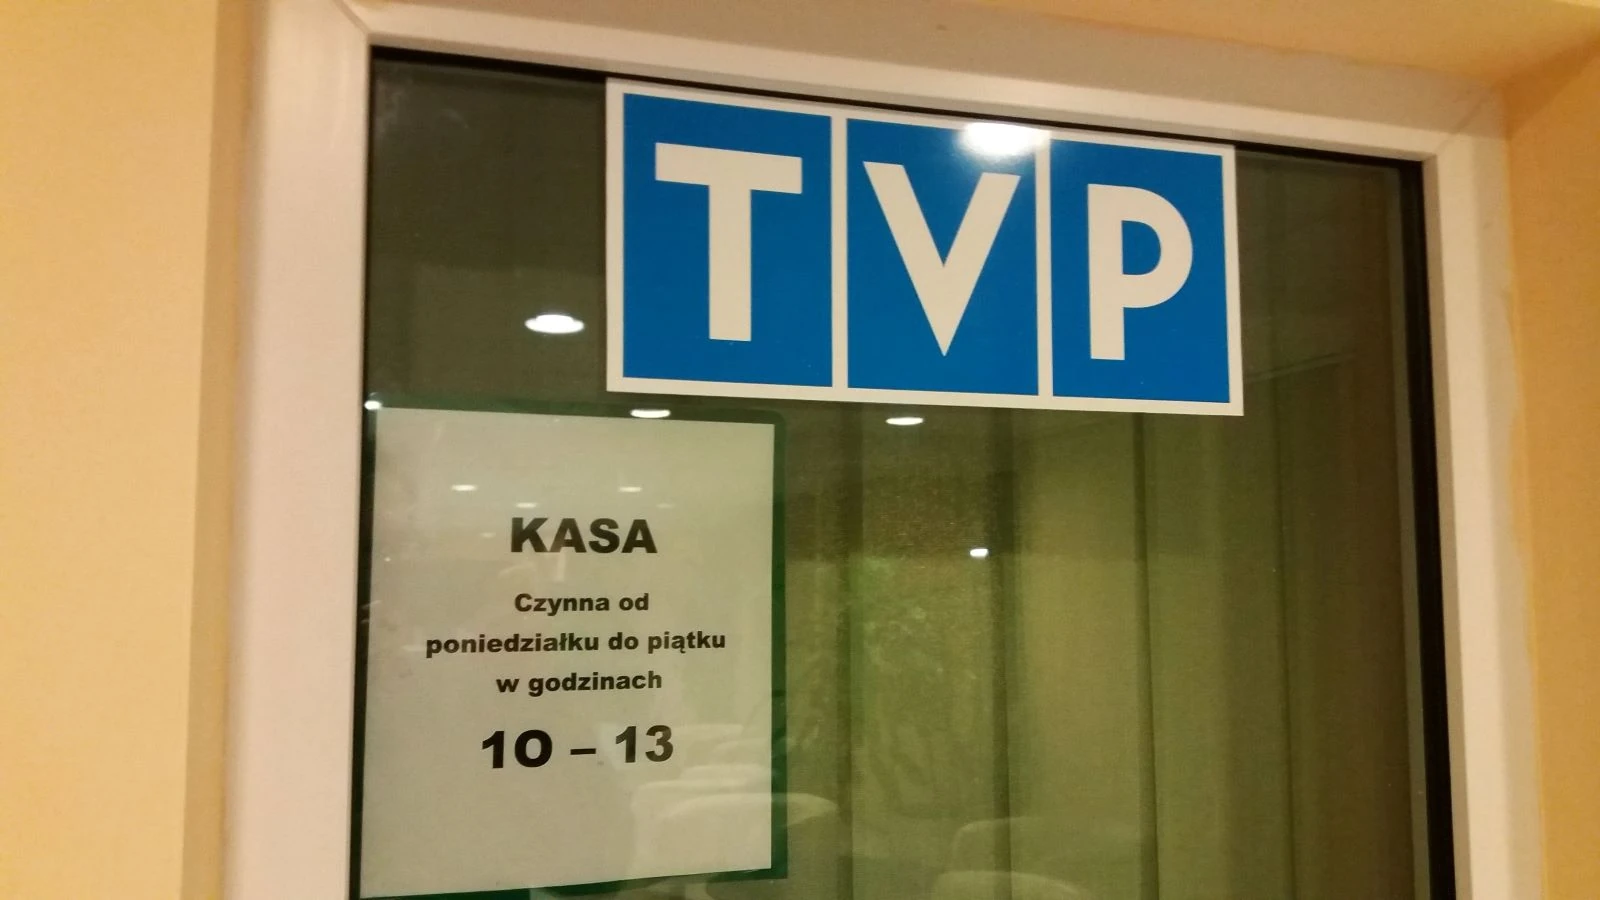 TVP
KASA
Czynna od
poniedziałku do piątku
w godzinach
10 – 13